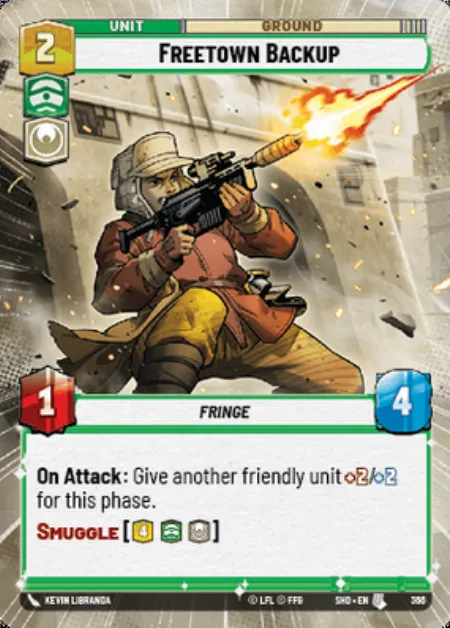 UNIT GROUND
2 FREETOWN BACKUP
1 FRINGE 4
On Attack: Give another friendly unit +2/+2
for this phase.
SMUGGLE [4]
KEVIN LIBRANDA © LFL © FFG SHD • EN 368